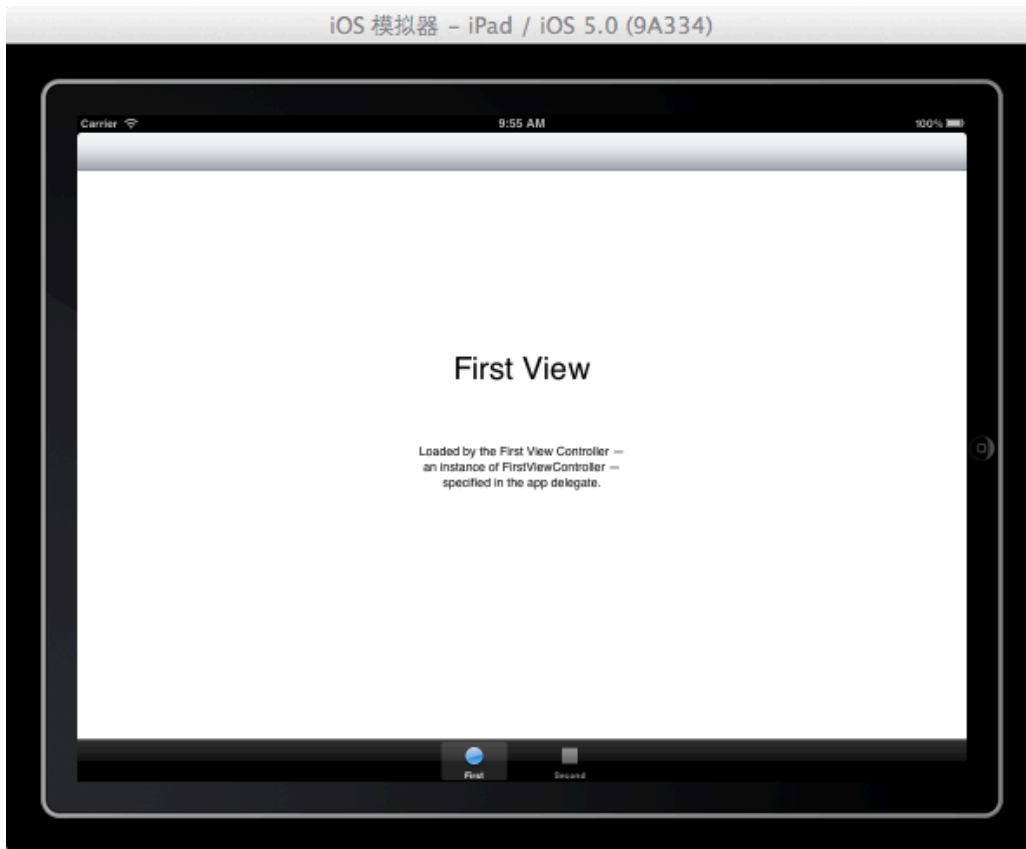 iOS 模拟器 – iPad / iOS 5.0 (9A334)
Carrier
9:55 AM
100%
First View
Loaded by the First View Controller —
an instance of FirstViewController —
specified in the app delegate.
First
Second